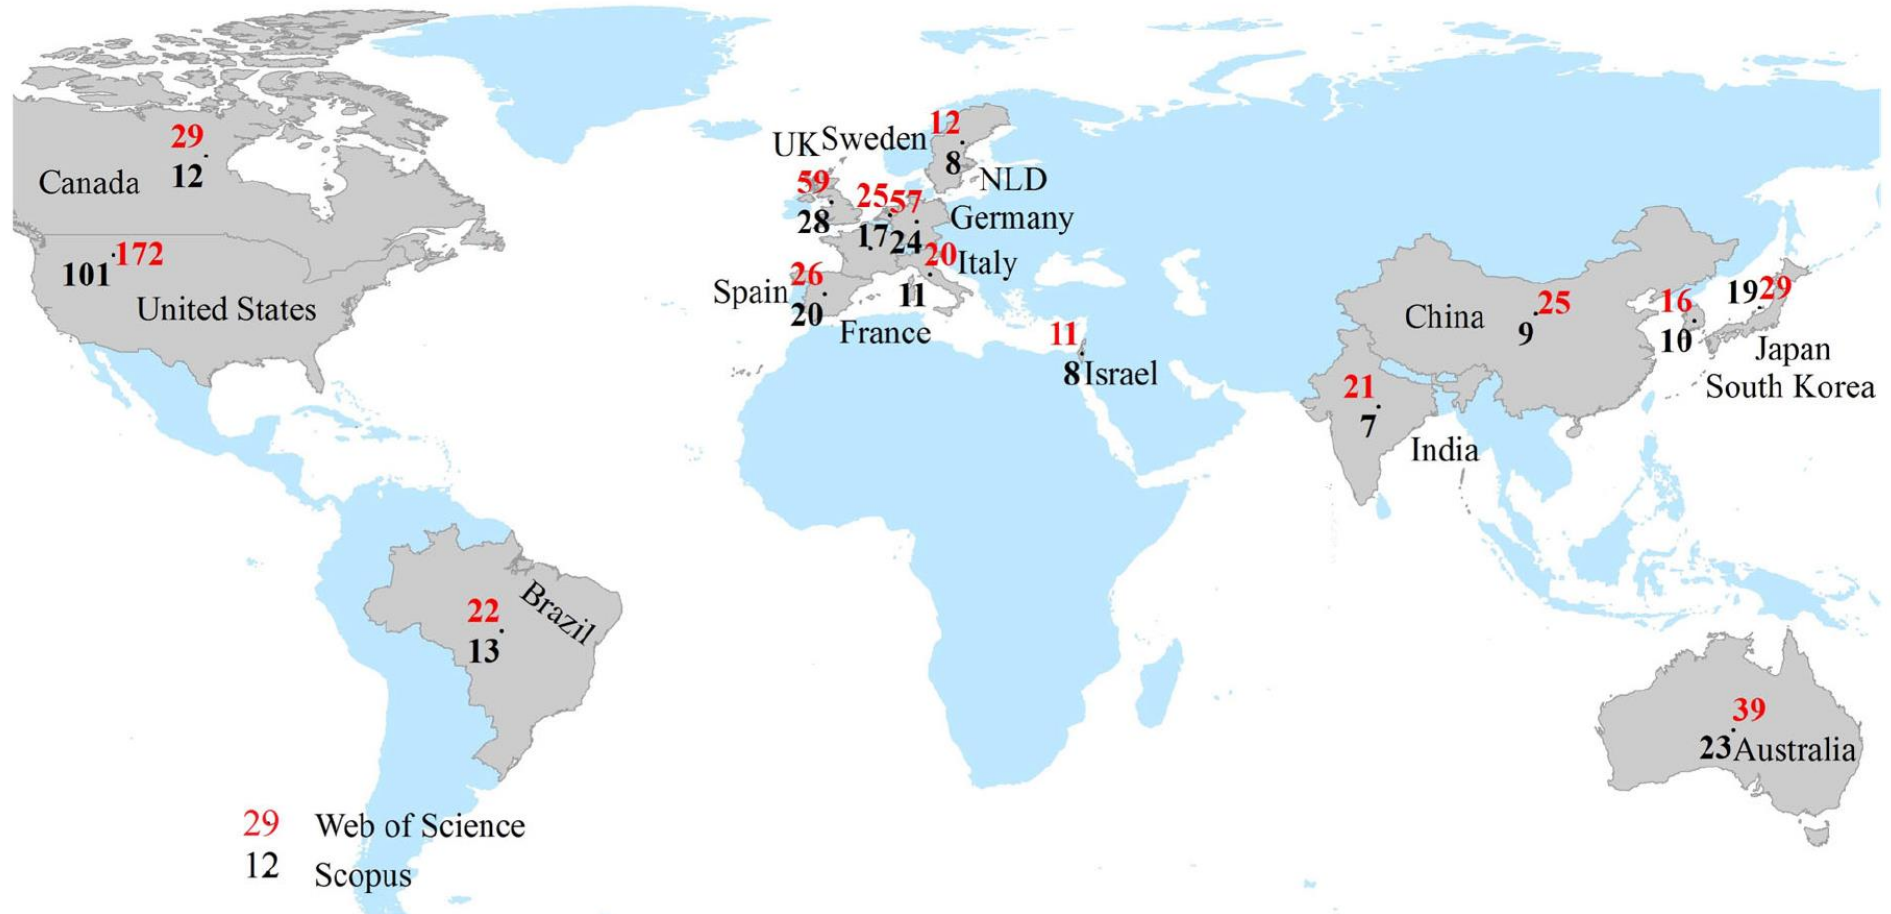 29
12
Canada
172
101
United States
UK
Sweden
12
8
59
28
25
57
NLD
Germany
17
24
20
Italy
Spain
26
20
11
France
11
8
Israel
China
25
9
16
10
19
29
Japan
South Korea
21
7
India
22
13
Brazil
39
23
Australia
29 Web of Science
12 Scopus